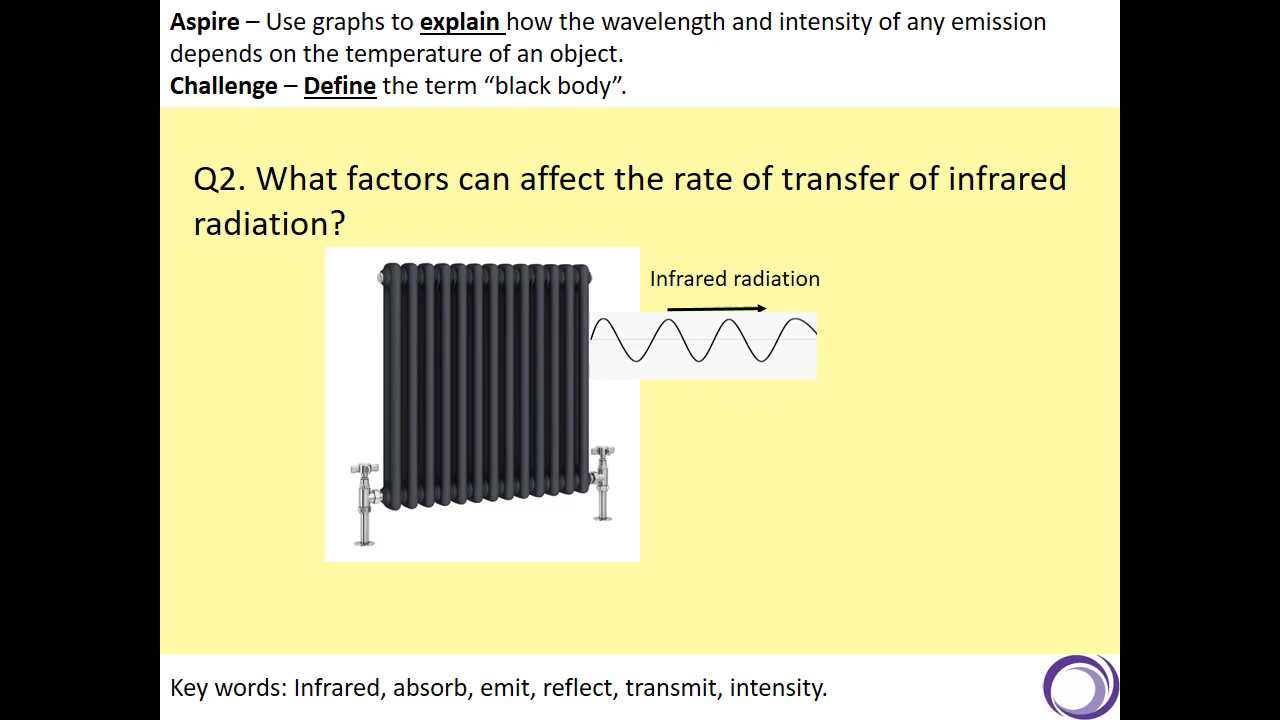 Aspire – Use graphs to explain how the wavelength and intensity of any emission
depends on the temperature of an object.
Challenge – Define the term “black body”.
Q2. What factors can affect the rate of transfer of infrared
radiation?
Infrared radiation
Key words: Infrared, absorb, emit, reflect, transmit, intensity.